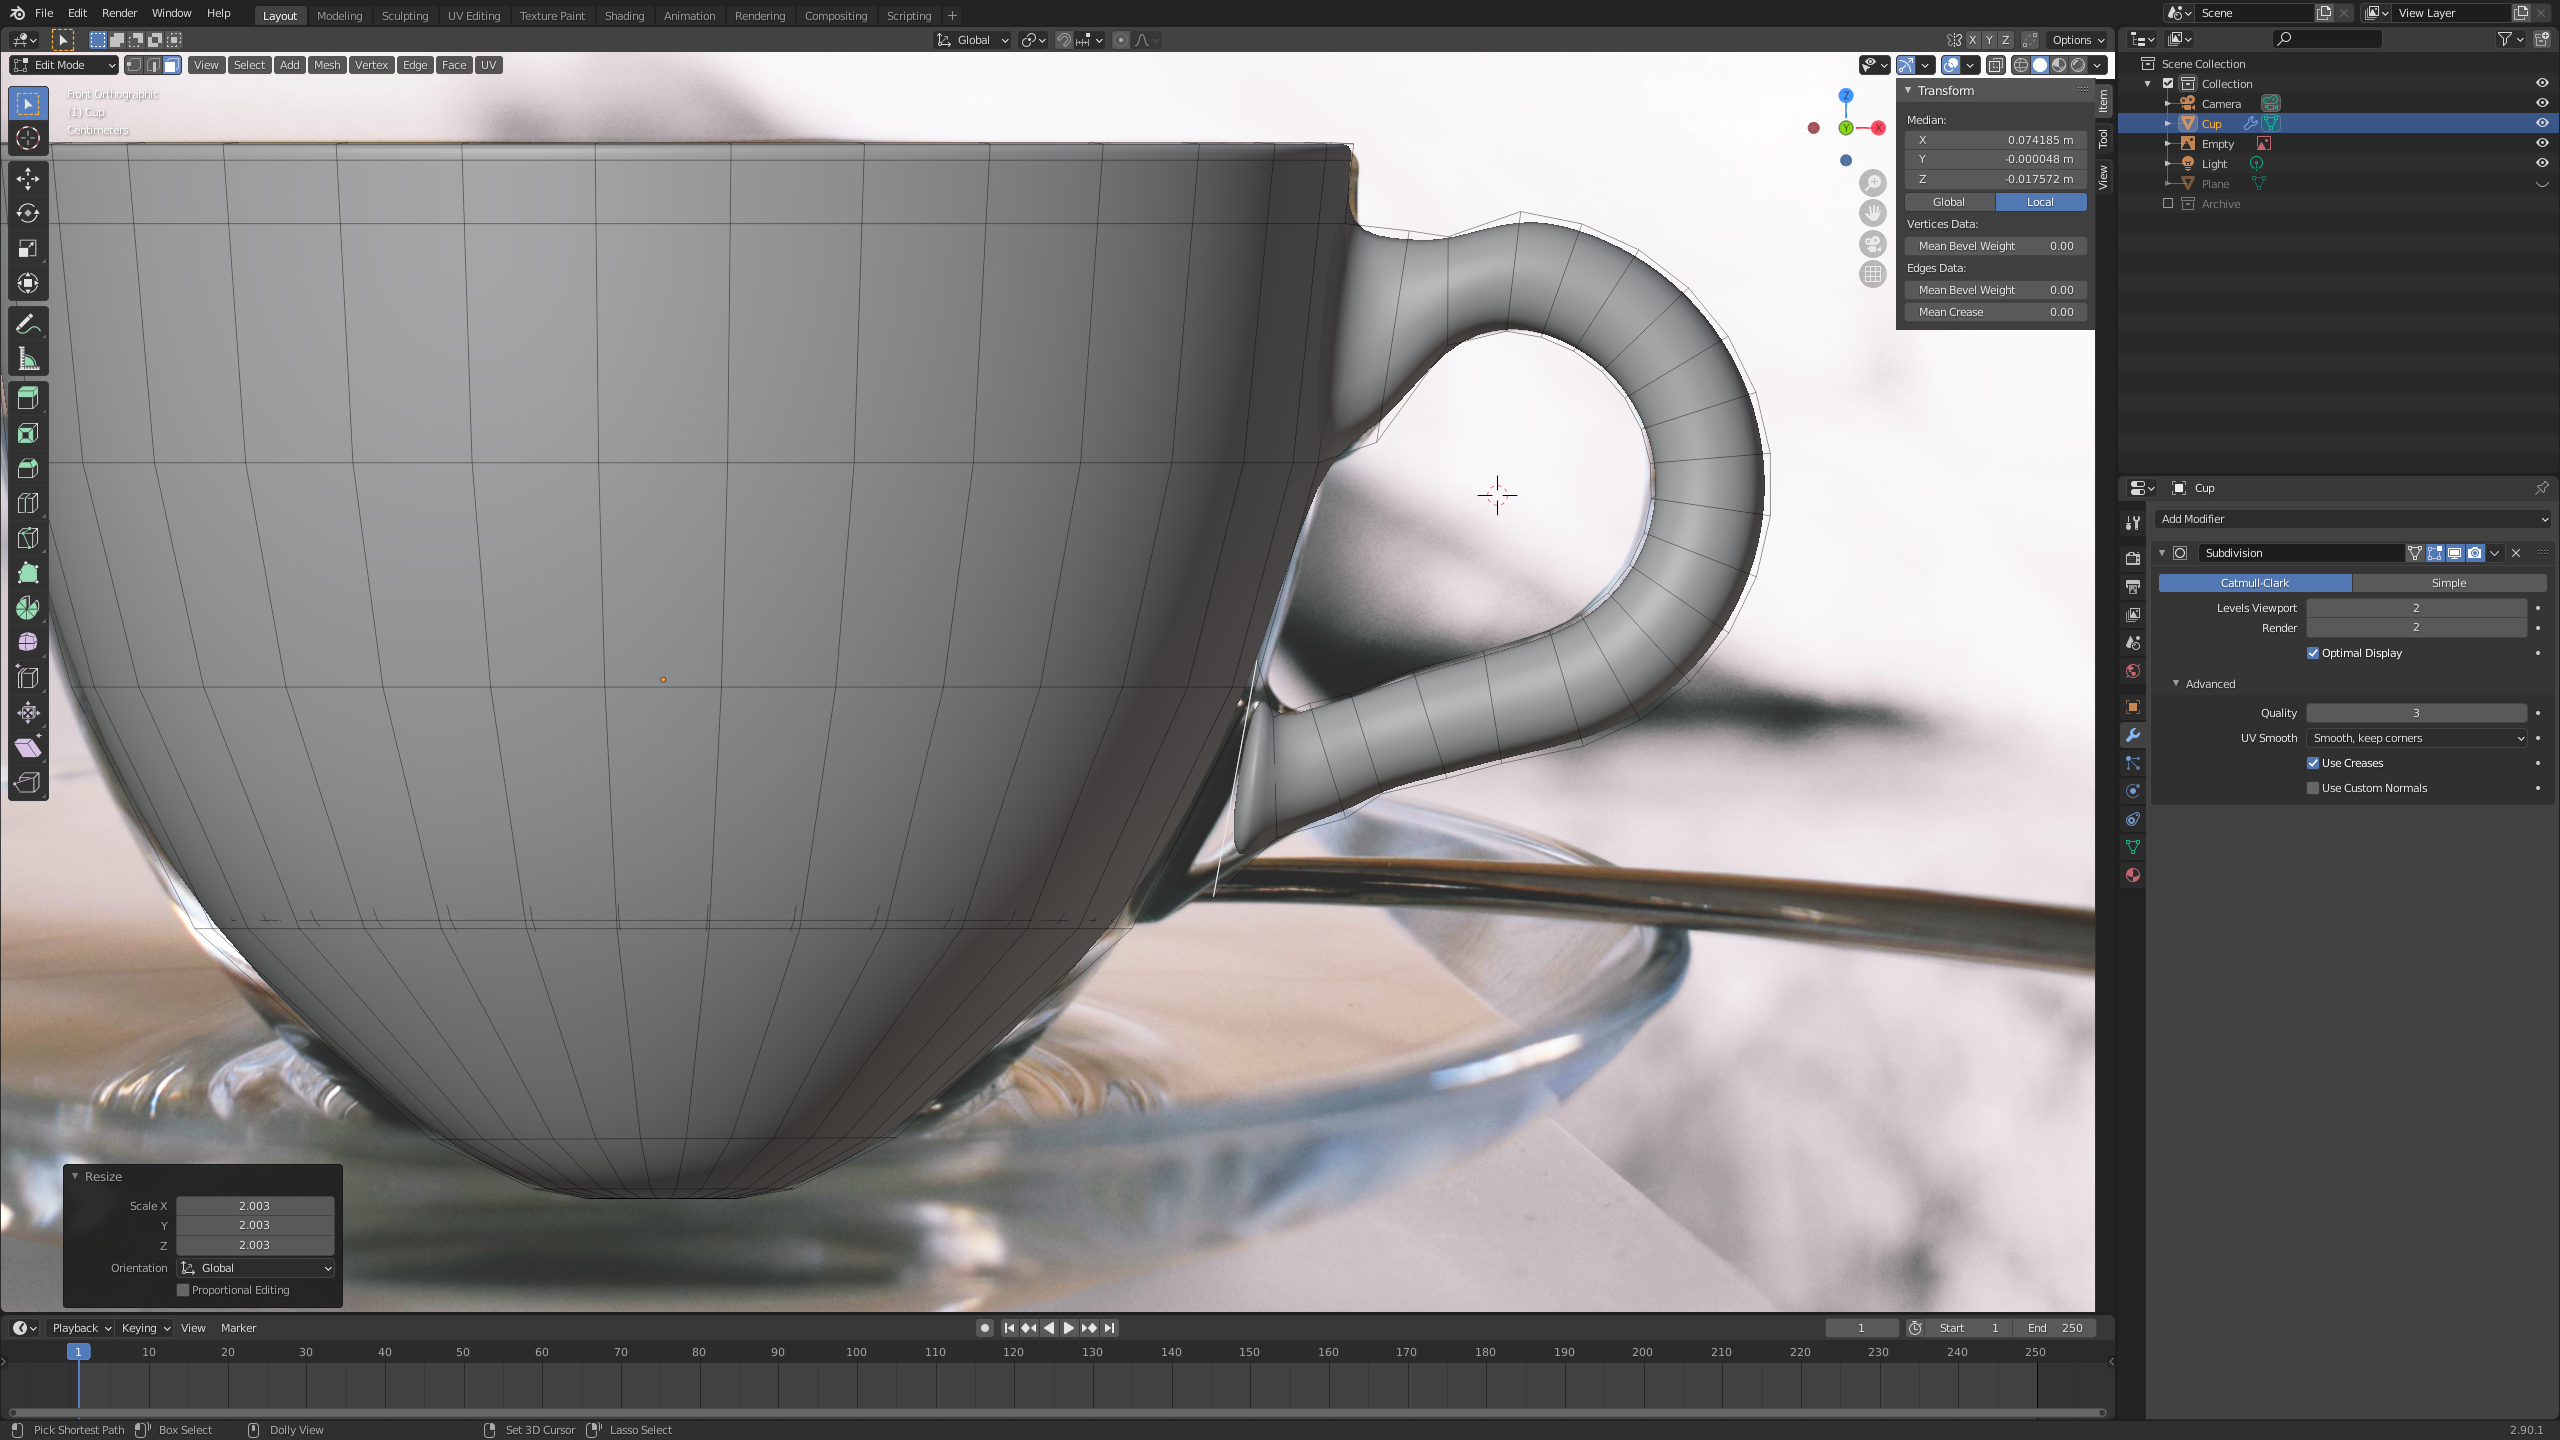 File Edit Render Window Help Layout Modeling Sculpting UV Editing Texture Paint Shading Animation Rendering Compositing Scripting Scene View Layer
Global Options
Edit Mode View Select Add Mesh Vertex Edge Face UV
Front Orthographic
(1) Cup
Centimeters
Z
Y
X
Transform
Median:
X 0.074185 m
Y -0.000048 m
Z -0.017572 m
Global Local
Vertices Data:
Mean Bevel Weight 0.00
Edges Data:
Mean Bevel Weight 0.00
Mean Crease 0.00
Item
Tool
View
X Y Z
Scene Collection
Collection
Camera
Cup
Empty
Light
Plane
Archive
Cup
Add Modifier
Subdivision
Catmull-Clark Simple
Levels Viewport 2
Render 2
Optimal Display
Advanced
Quality 3
UV Smooth Smooth, keep corners
Use Creases
Use Custom Normals
Resize
Scale X 2.003
Y 2.003
Z 2.003
Orientation Global
Proportional Editing
Playback Keying View Marker 1 Start 1 End 250
1 10 20 30 40 50 60 70 80 90 100 110 120 130 140 150 160 170 180 190 200 210 220 230 240 250
Pick Shortest Path Box Select Dolly View Set 3D Cursor Lasso Select 2.90.1